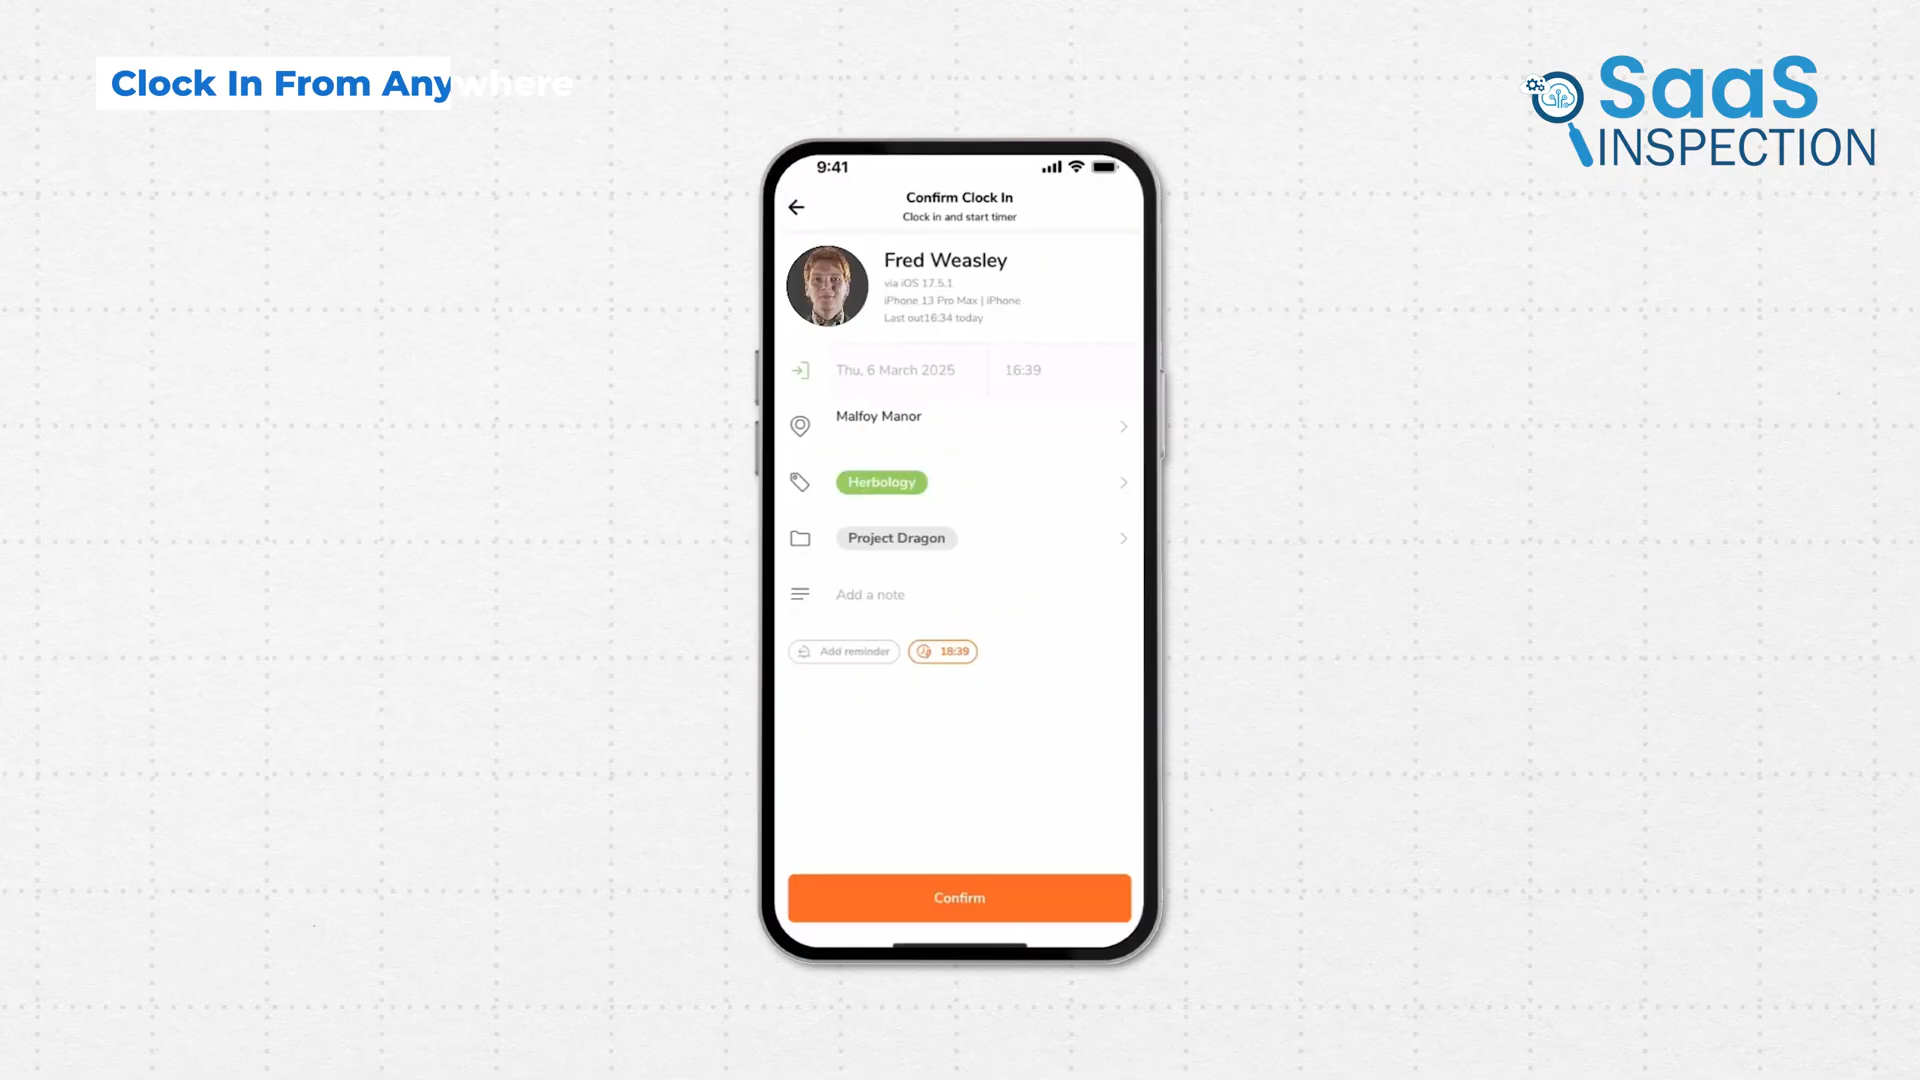 Clock In From Anywhere
SaaS
INSPECTION
9:41
Confirm Clock In
Clock in and start timer
Fred Weasley
via iOS 17.5.1
iPhone 13 Pro Max | iPhone
Last out16:34 today
Thu, 6 March 2025 16:39
Malfoy Manor
Herbology
Project Dragon
Add a note
Add reminder 18:39
Confirm